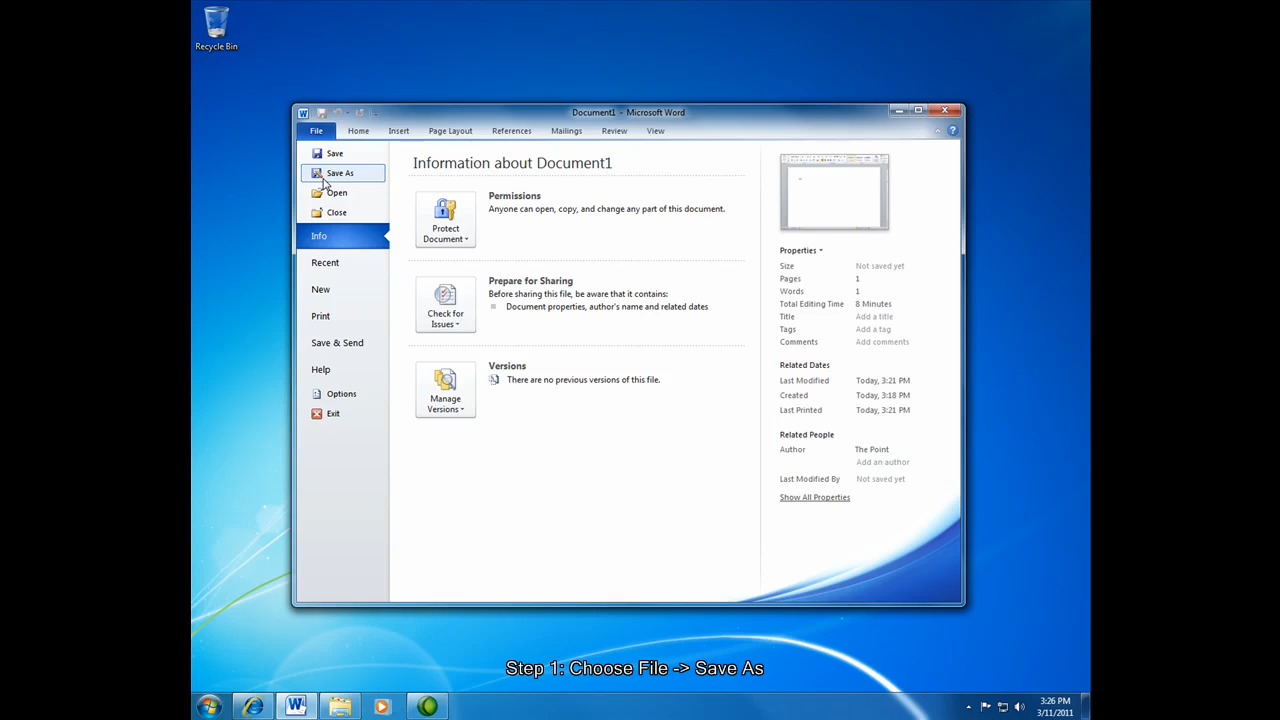 Recycle Bin
Document1 - Microsoft Word
File Home Insert Page Layout References Mailings Review View
Save
Save As
Open
Close
Info
Recent
New
Print
Save & Send
Help
Options
Exit
Information about Document1
Protect
Document
Permissions
Anyone can open, copy, and change any part of this document.
Check for
Issues
Prepare for Sharing
Before sharing this file, be aware that it contains:
Document properties, author's name and related dates
Manage
Versions
Versions
There are no previous versions of this file.
Properties
Size Not saved yet
Pages 1
Words 1
Total Editing Time 8 Minutes
Title Add a title
Tags Add a tag
Comments Add comments
Related Dates
Last Modified Today, 3:21 PM
Created Today, 3:18 PM
Last Printed Today, 3:21 PM
Related People
Author The Point
Add an author
Last Modified By Not saved yet
Show All Properties
Step 1: Choose File -> Save As
3:26 PM
3/11/2011